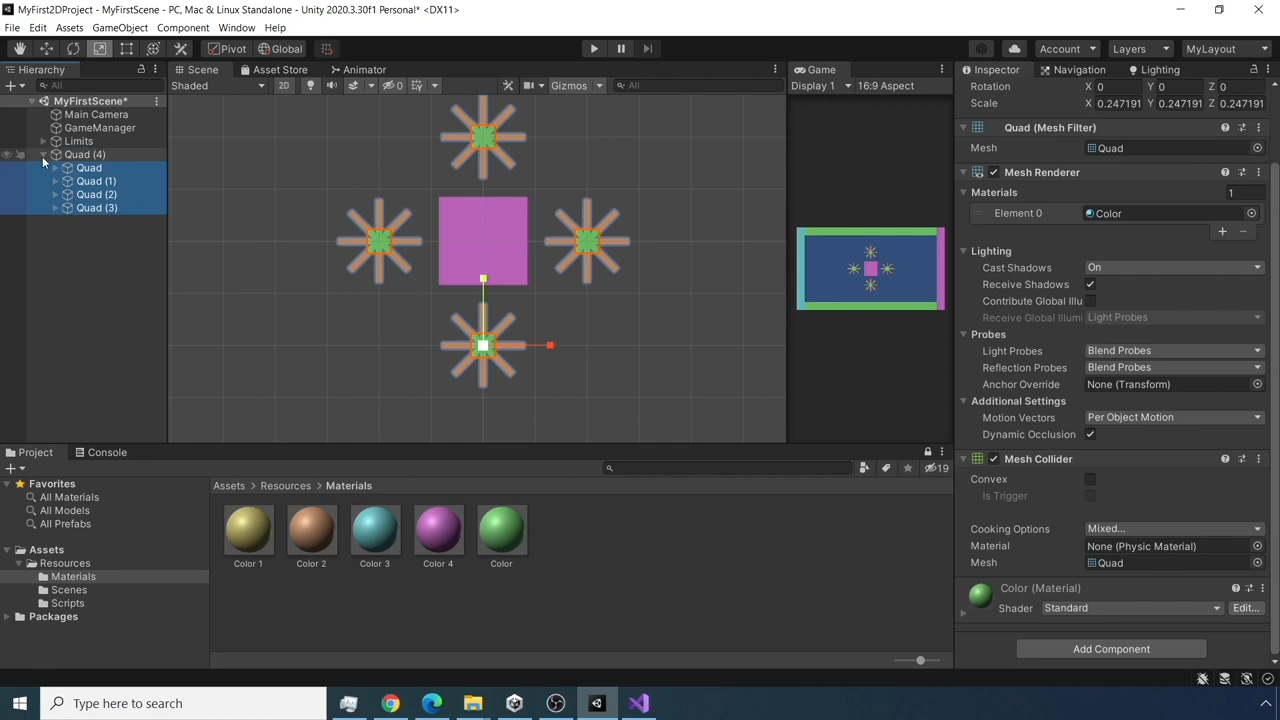 MyFirst2DProject - MyFirstScene - PC, Mac & Linux Standalone - Unity 2020.3.30f1 Personal* <DX11>
File Edit Assets GameObject Component Window Help
Pivot Global Account Layers MyLayout
Hierarchy Scene Asset Store Animator Game Inspector Navigation Lighting
All Shaded 2D 0 Gizmos All Display 1 16:9 Aspect
Rotation X 0 Y 0 Z 0
MyFirstScene*
Scale X 0.247191 Y 0.247191 Z 0.247191
Main Camera
GameManager
Quad (Mesh Filter)
Limits
Mesh Quad
Quad (4)
Quad
Mesh Renderer
Quad (1)
Materials 1
Quad (2)
Quad (3)
Element 0 Color
Lighting
Cast Shadows On
Receive Shadows
Contribute Global Illu
Receive Global Illumi Light Probes
Probes
Light Probes Blend Probes
Reflection Probes Blend Probes
Anchor Override None (Transform)
Additional Settings
Motion Vectors Per Object Motion
Dynamic Occlusion
Mesh Collider
Convex
Is Trigger
Cooking Options Mixed...
Material None (Physic Material)
Mesh Quad
Color (Material)
Shader Standard Edit...
Add Component
Project Console
19
Favorites
All Materials
All Models
All Prefabs
Assets
Resources
Materials
Scenes
Scripts
Packages
Assets > Resources > Materials
Color 1 Color 2 Color 3 Color 4 Color
Type here to search